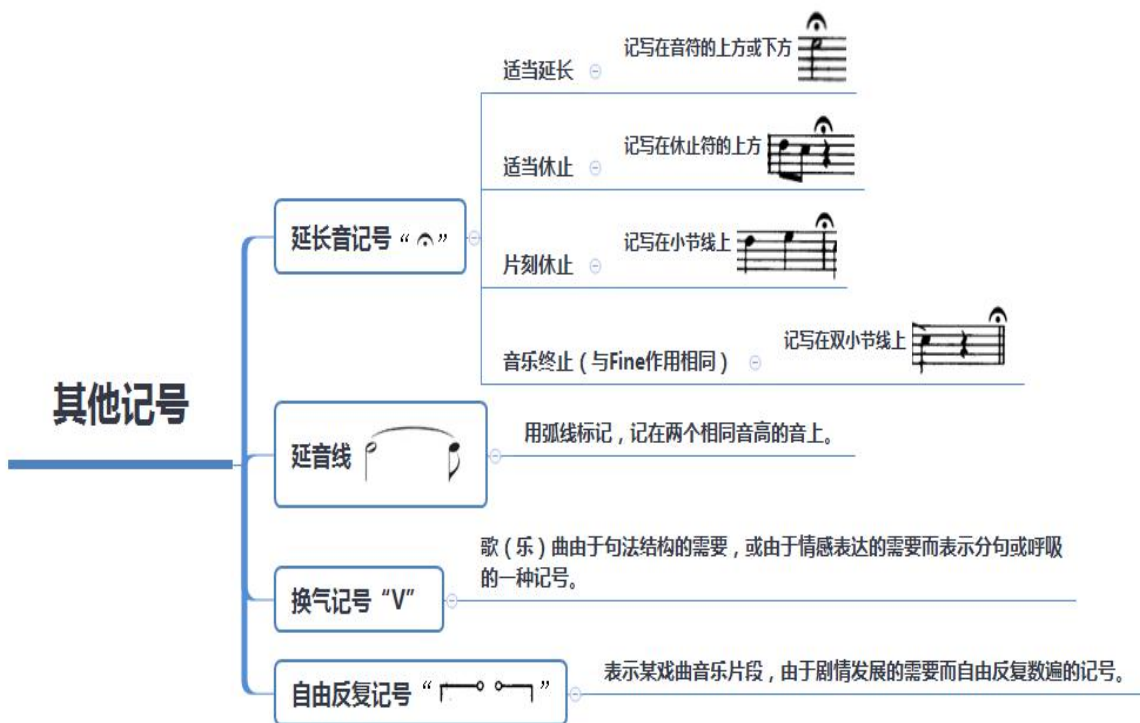 其他记号
延长音记号“𝄐”
适当延长
记写在音符的上方或下方
适当休止
记写在休止符的上方
片刻休止
记写在小节线上
音乐终止（与Fine作用相同）
记写在双小节线上
延音线
用弧线标记，记在两个相同音高的音上。
换气记号“V”
歌（乐）曲由于句法结构的需要，或由于情感表达的需要而表示分句或呼吸
的一种记号。
自由反复记号“ ”
表示某戏曲音乐片段，由于剧情发展的需要而自由反复数遍的记号。